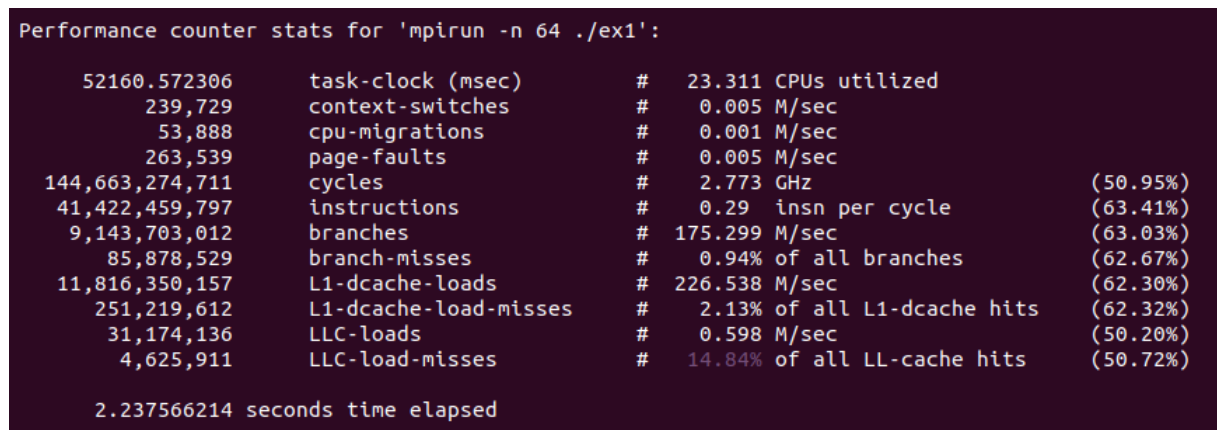 Performance counter stats for 'mpirun -n 64 ./ex1':
52160.572306 task-clock (msec) # 23.311 CPUs utilized
239,729 context-switches # 0.005 M/sec
53,888 cpu-migrations # 0.001 M/sec
263,539 page-faults # 0.005 M/sec
144,663,274,711 cycles # 2.773 GHz (50.95%)
41,422,459,797 instructions # 0.29 insn per cycle (63.41%)
9,143,703,012 branches # 175.299 M/sec (63.03%)
85,878,529 branch-misses # 0.94% of all branches (62.67%)
11,816,350,157 L1-dcache-loads # 226.538 M/sec (62.30%)
251,219,612 L1-dcache-load-misses # 2.13% of all L1-dcache hits (62.32%)
31,174,136 LLC-loads # 0.598 M/sec (50.20%)
4,625,911 LLC-load-misses # 14.84% of all LL-cache hits (50.72%)
2.237566214 seconds time elapsed